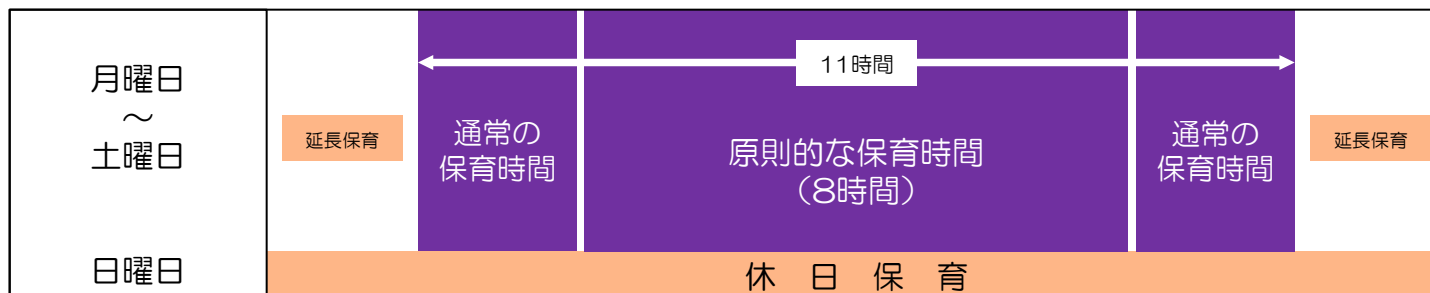 月曜日
~
土曜日
延長保育
通常の
保育時間
11時間
原則的な保育時間
(8時間)
通常の
保育時間
延長保育
日曜日
休日保育